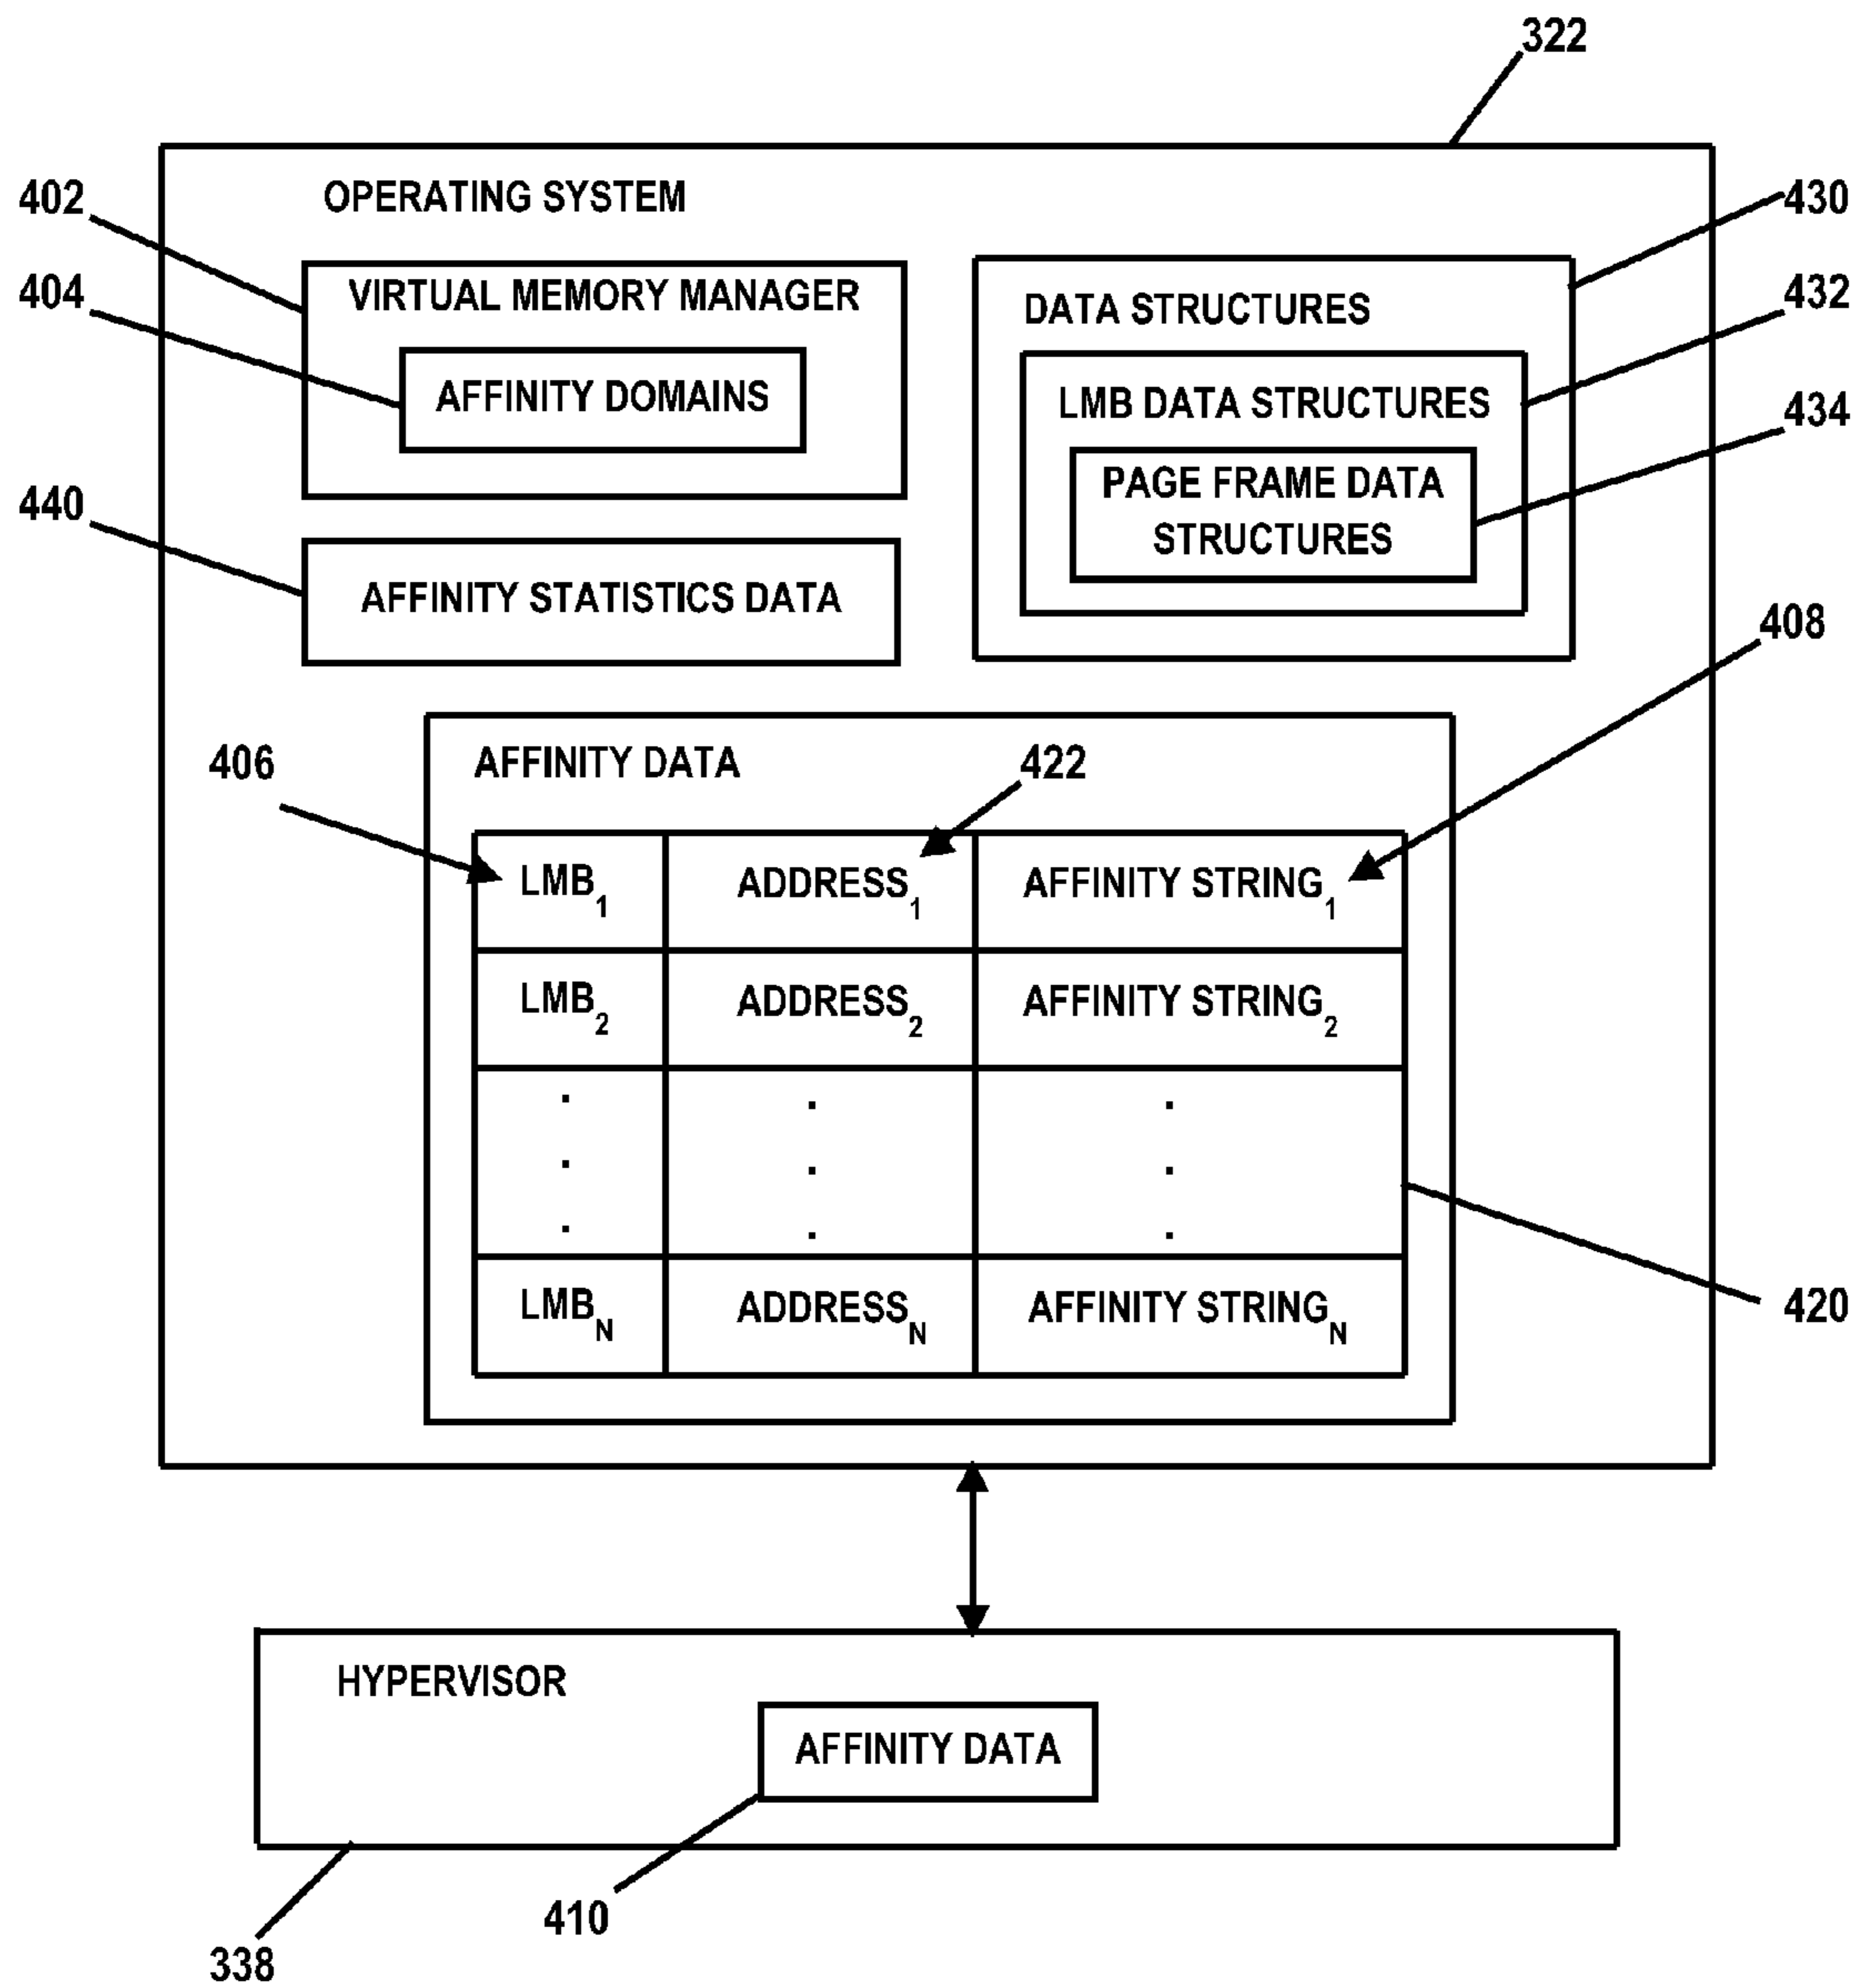 322
402
OPERATING SYSTEM
430
404
VIRTUAL MEMORY MANAGER
AFFINITY DOMAINS
DATA STRUCTURES
432
LMB DATA STRUCTURES
434
PAGE FRAME DATA
STRUCTURES
440
AFFINITY STATISTICS DATA
408
406
AFFINITY DATA
422
LMB1 ADDRESS1 AFFINITY STRING1
LMB2 ADDRESS2 AFFINITY STRING2
. . .
. . .
. . .
LMBN ADDRESSN AFFINITY STRINGN
420
HYPERVISOR
AFFINITY DATA
410
338